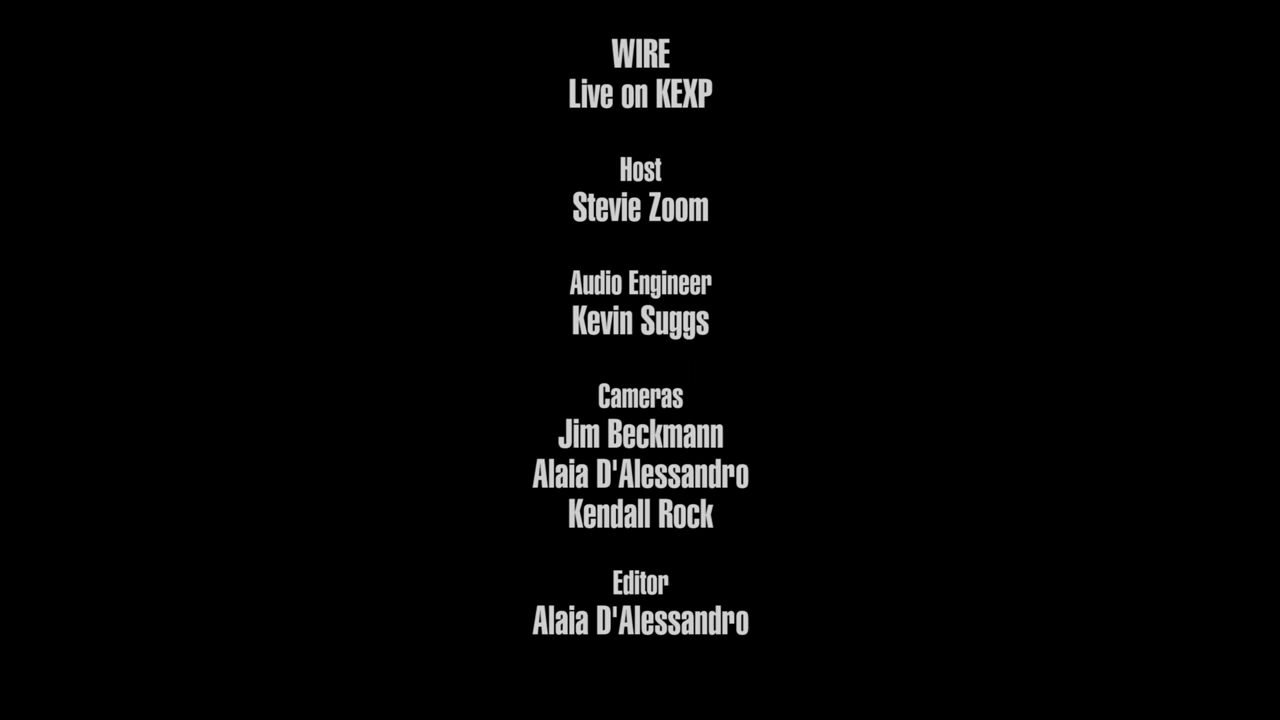 WIRE
Live on KEXP
Host
Stevie Zoom
Audio Engineer
Kevin Suggs
Cameras
Jim Beckmann
Alaia D'Alessandro
Kendall Rock
Editor
Alaia D'Alessandro